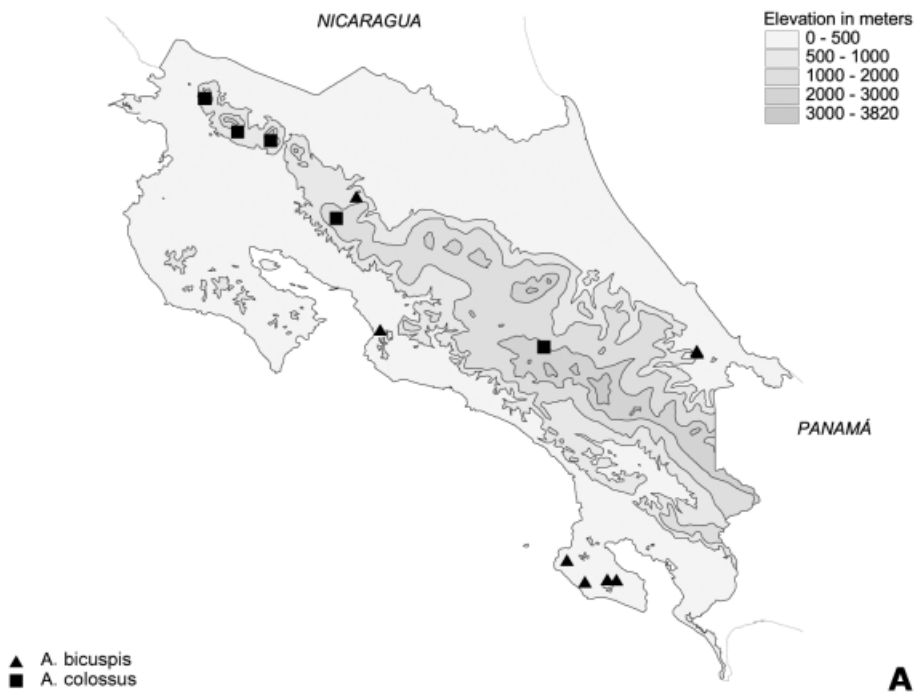 NICARAGUA
Elevation in meters
0 - 500
500 - 1000
1000 - 2000
2000 - 3000
3000 - 3820
PANAMÁ
A. bicuspis
A. colossus
A